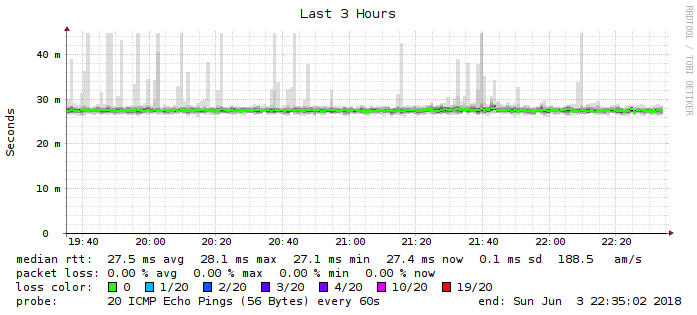 Last 3 Hours
RRDTOOL / TOBI OETIKER
Seconds
40 m
30 m
20 m
10 m
0
19:40 20:00 20:20 20:40 21:00 21:20 21:40 22:00 22:20
median rtt: 27.5 ms avg 28.1 ms max 27.1 ms min 27.4 ms now 0.1 ms sd 188.5 am/s
packet loss: 0.00 % avg 0.00 % max 0.00 % min 0.00 % now
loss color: 0 1/20 2/20 3/20 4/20 10/20 19/20
probe: 20 ICMP Echo Pings (56 Bytes) every 60s end: Sun Jun 3 22:35:02 2018